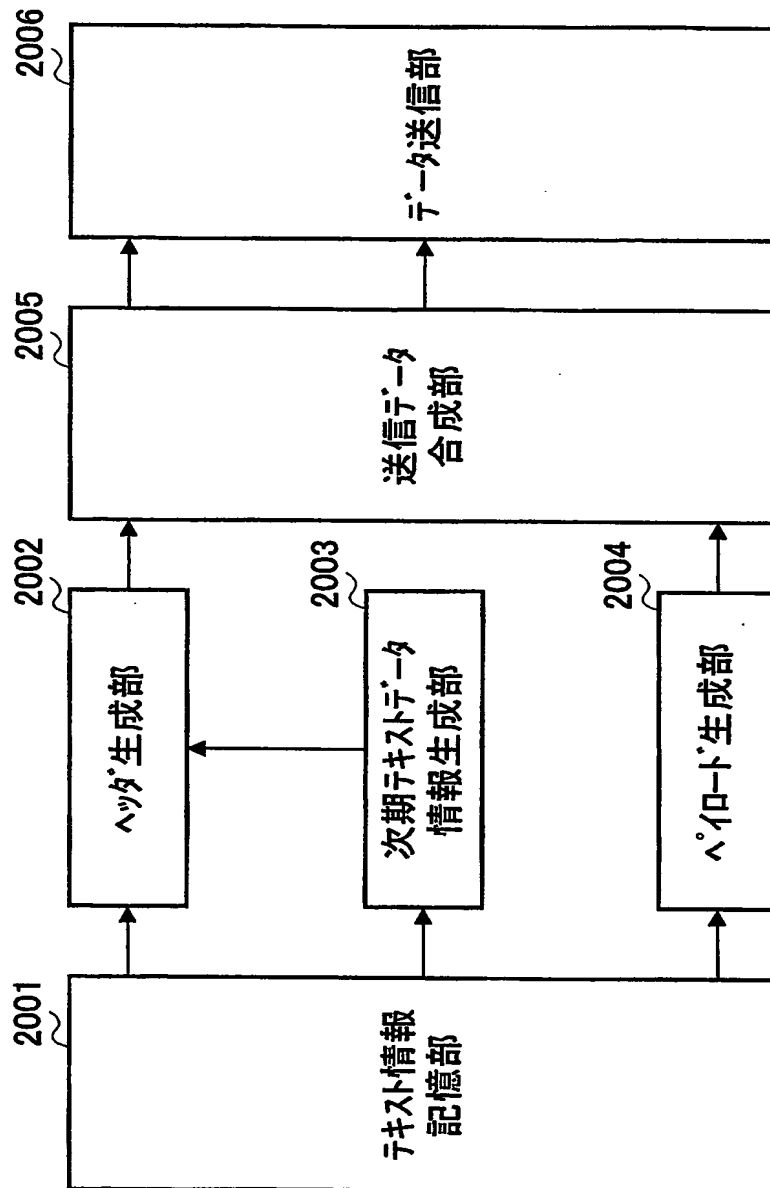 2001
テキスト情報
記憶部
2002
ヘッダ生成部
2003
次期テキストデータ
情報生成部
2004
ペイロード生成部
2005
送信データ
合成部
2006
データ送信部